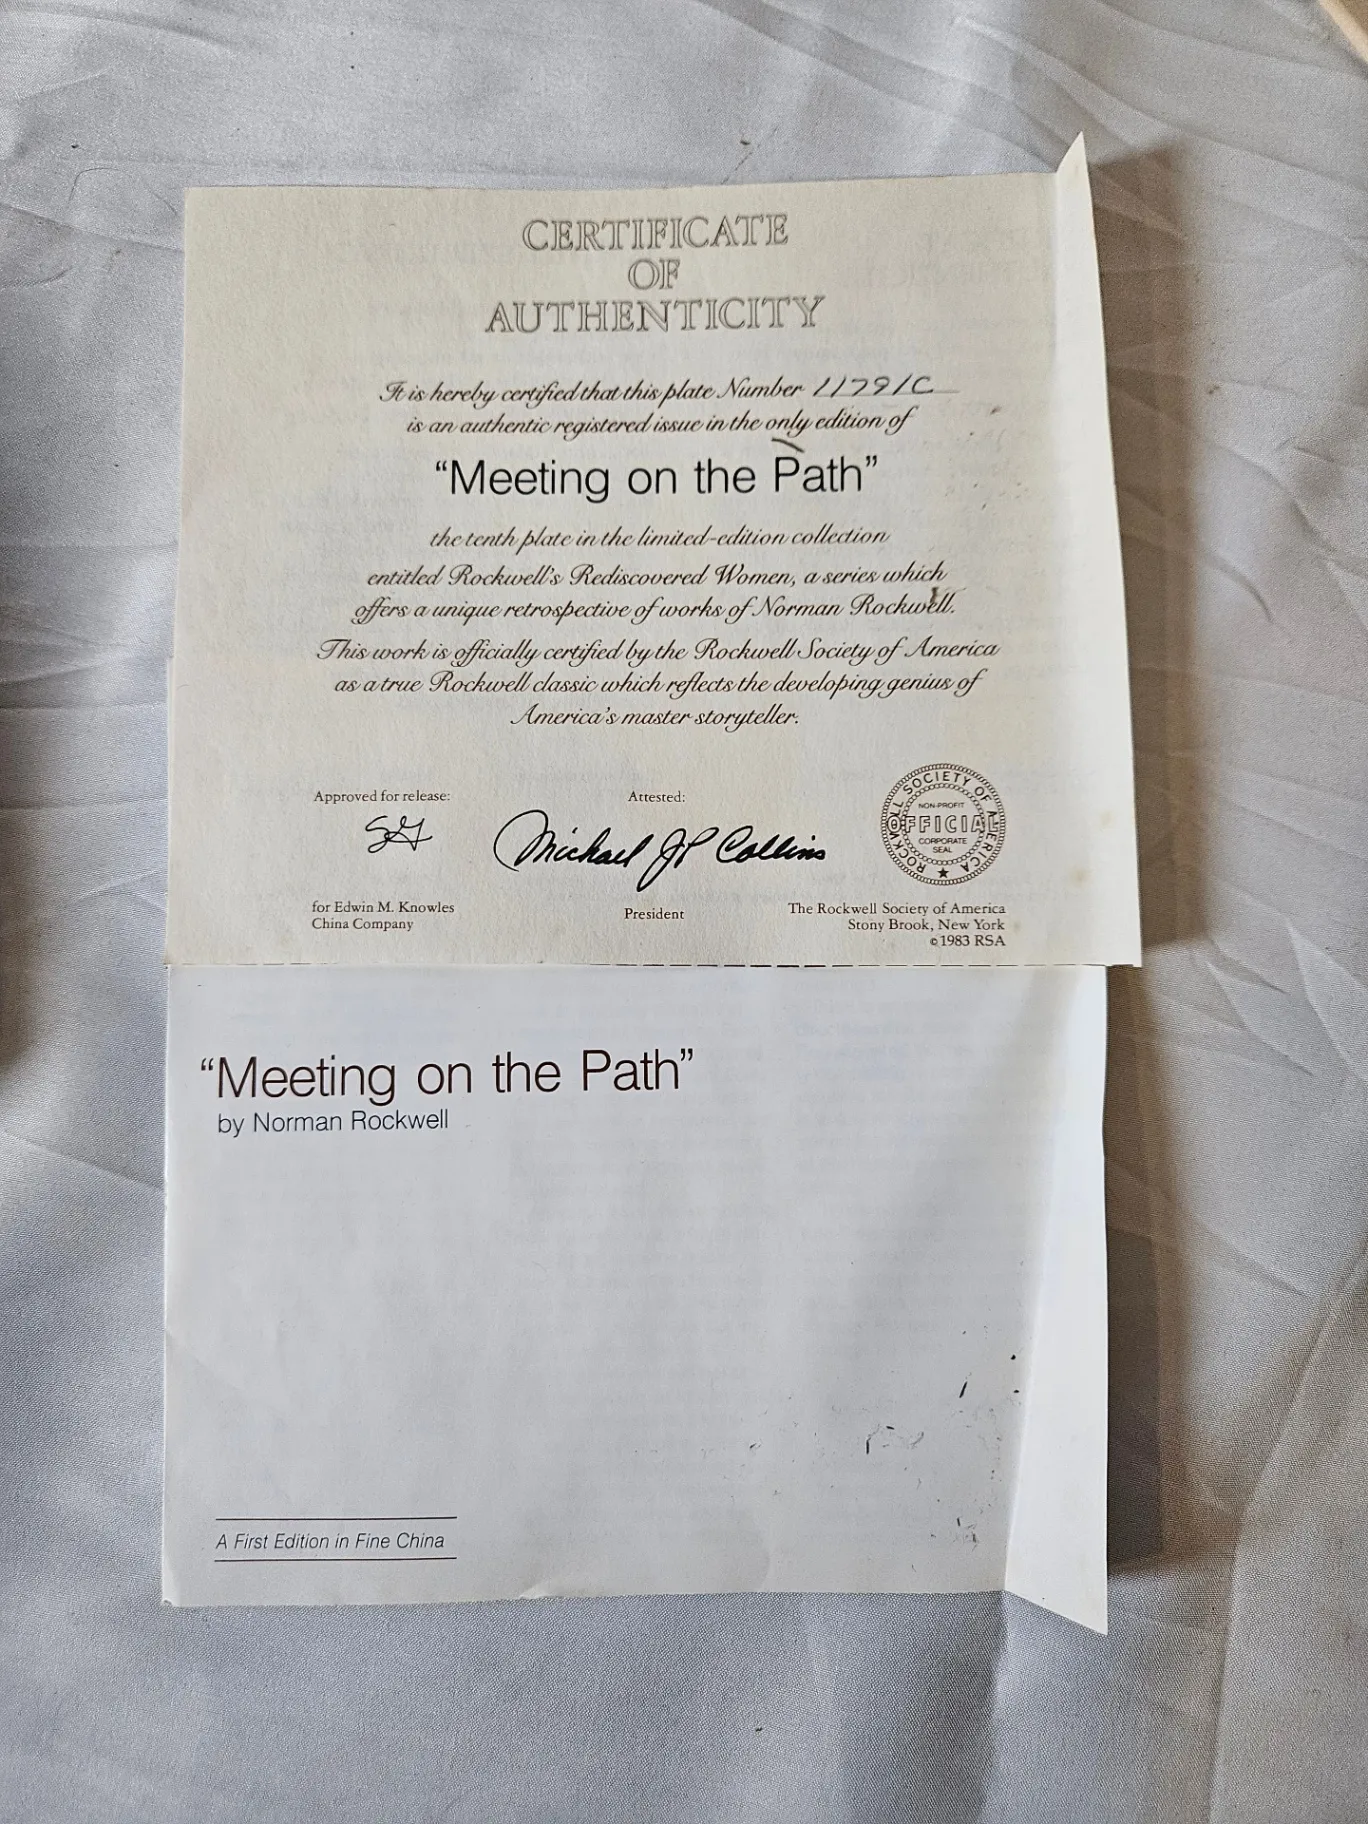 CERTIFICATE
OF
AUTHENTICITY
It is hereby certified that this plate Number 11791C
is an authentic registered issue in the only edition of
“Meeting on the Path”
the tenth plate in the limited-edition collection
entitled Rockwell's Rediscovered Women, a series which
offers a unique retrospective of works of Norman Rockwell.
This work is officially certified by the Rockwell Society of America
as a true Rockwell classic which reflects the developing genius of
America's master storyteller.
Approved for release:
Attested:
Michael JP Collins
ROCKWELL SOCIETY OF AMERICA
NON-PROFIT
OFFICIAL
CORPORATE
SEAL
for Edwin M. Knowles
China Company
President
The Rockwell Society of America
Stony Brook, New York
©1983 RSA
“Meeting on the Path”
by Norman Rockwell
A First Edition in Fine China